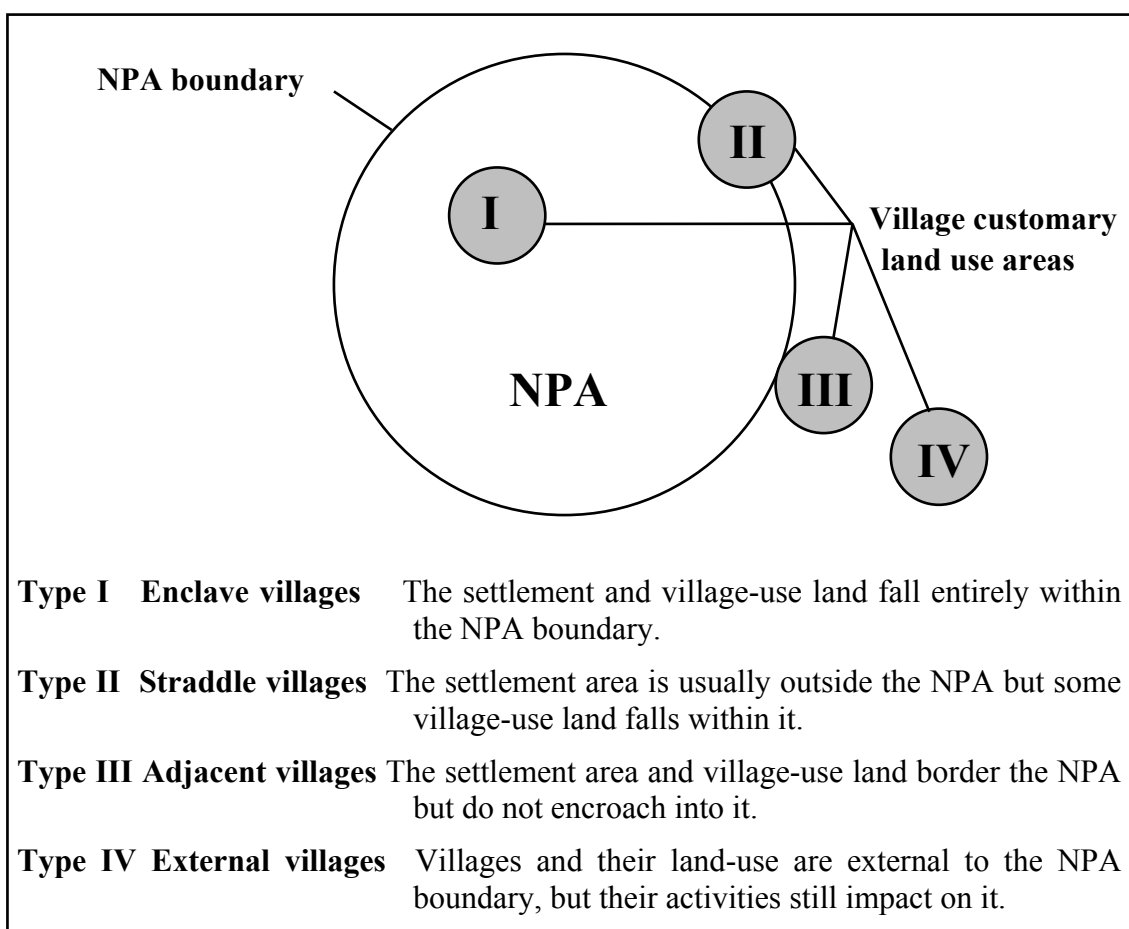 NPA boundary
II
I
Village customary
land use areas
NPA
III
IV
Type I Enclave villages The settlement and village-use land fall entirely within
the NPA boundary.
Type II Straddle villages The settlement area is usually outside the NPA but some
village-use land falls within it.
Type III Adjacent villages The settlement area and village-use land border the NPA
but do not encroach into it.
Type IV External villages Villages and their land-use are external to the NPA
boundary, but their activities still impact on it.